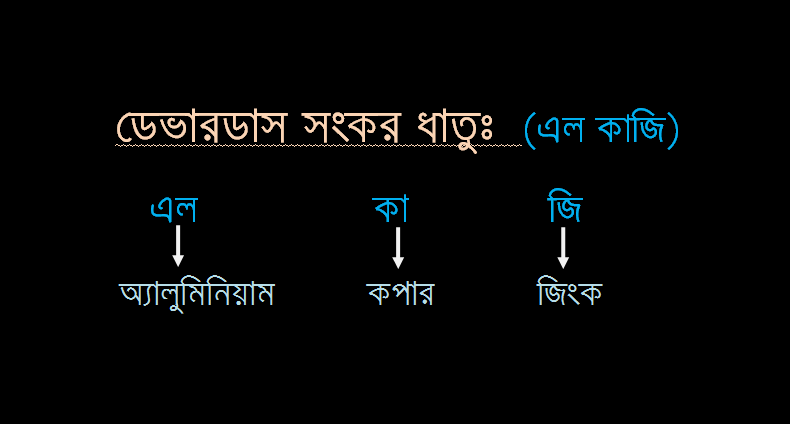 ডেভারডাস সংকর ধাতুঃ (এল কাজি)
এল কা জি
অ্যালুমিনিয়াম কপার জিংক